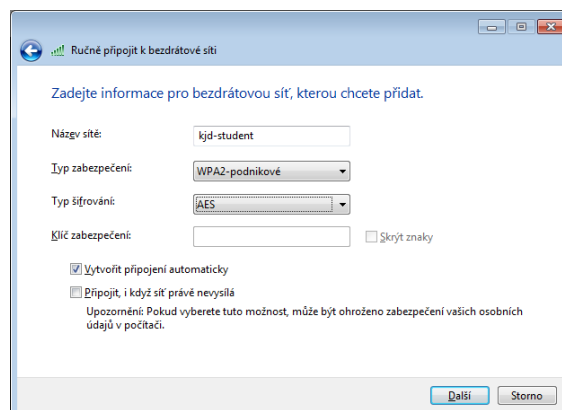 Ručně připojit k bezdrátové síti
Zadejte informace pro bezdrátovou síť, kterou chcete přidat.
Název sítě: kjd-student
Typ zabezpečení: WPA2-podnikové
Typ šifrování: AES
Klíč zabezpečení: Skrýt znaky
Vytvořit připojení automaticky
Připojit, i když síť právě nevysílá
Upozornění: Pokud vyberete tuto možnost, může být ohroženo zabezpečení vašich osobních
údajů v počítači.
Další Storno